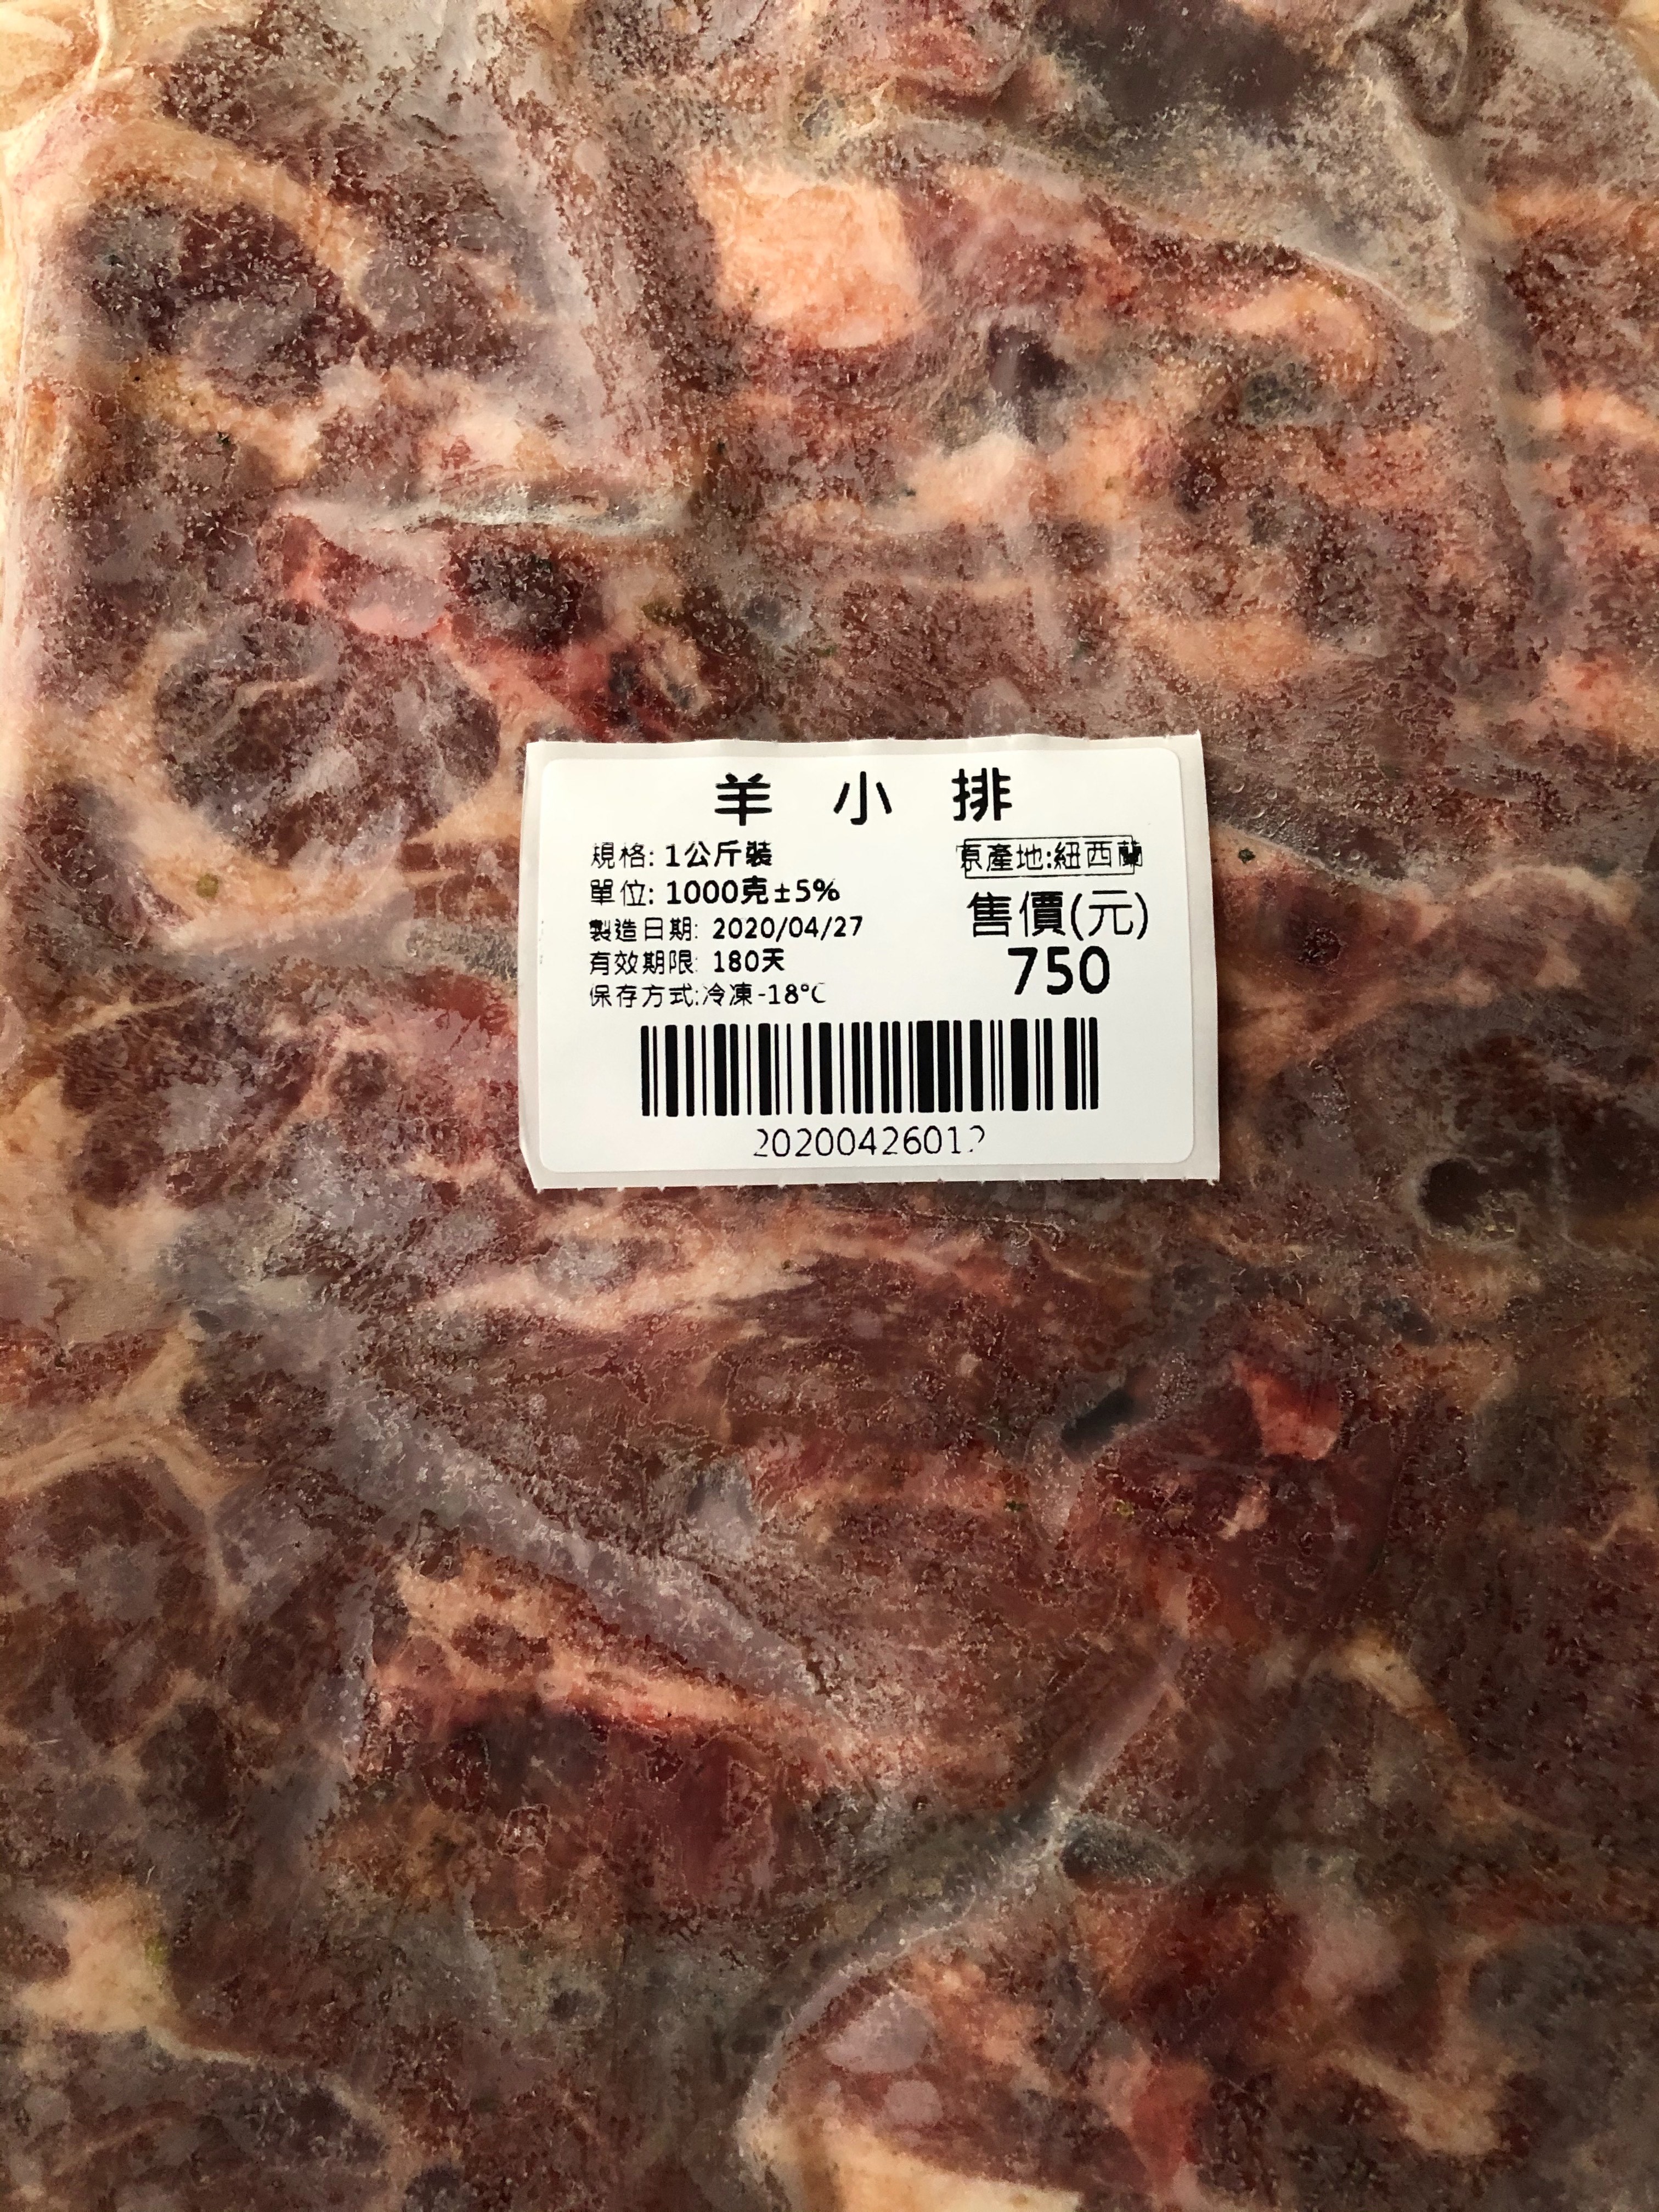 羊小排
規格: 1公斤裝
原產地:紐西蘭
單位: 1000克±5%
售價(元)
製造日期: 2020/04/27
750
有效期限: 180天
保存方式:冷凍-18°C
20200426012